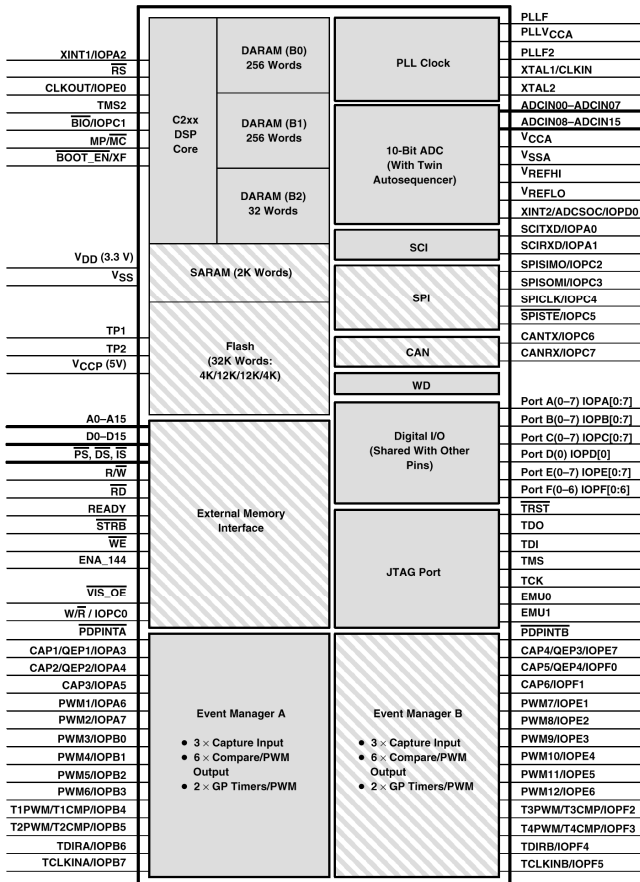 XINT1/IOPA2
RS
CLKOUT/IOPE0
TMS2
BIO/IOPC1
MP/MC
BOOT_EN/XF
VDD (3.3 V)
VSS
TP1
TP2
VCCP (5V)
A0–A15
D0–D15
PS, DS, IS
R/W
RD
READY
STRB
WE
ENA_144
VIS_OE
W/R / IOPC0
PDPINTA
CAP1/QEP1/IOPA3
CAP2/QEP2/IOPA4
CAP3/IOPA5
PWM1/IOPA6
PWM2/IOPA7
PWM3/IOPB0
PWM4/IOPB1
PWM5/IOPB2
PWM6/IOPB3
T1PWM/T1CMP/IOPB4
T2PWM/T2CMP/IOPB5
TDIRA/IOPB6
TCLKINA/IOPB7
C2xx
DSP
Core
DARAM (B0)
256 Words
DARAM (B1)
256 Words
DARAM (B2)
32 Words
SARAM (2K Words)
Flash
(32K Words:
4K/12K/12K/4K)
External Memory
Interface
Event Manager A
● 3 × Capture Input
● 6 × Compare/PWM
Output
● 2 × GP Timers/PWM
PLL Clock
10-Bit ADC
(With Twin
Autosequencer)
SCI
SPI
CAN
WD
Digital I/O
(Shared With Other
Pins)
JTAG Port
Event Manager B
● 3 × Capture Input
● 6 × Compare/PWM
Output
● 2 × GP Timers/PWM
PLLF
PLLVCCA
PLLF2
XTAL1/CLKIN
XTAL2
ADCIN00–ADCIN07
ADCIN08–ADCIN15
VCCA
VSSA
VREFHI
VREFLO
XINT2/ADCSOC/IOPD0
SCITXD/IOPA0
SCIRXD/IOPA1
SPISIMO/IOPC2
SPISOMI/IOPC3
SPICLK/IOPC4
SPISTE/IOPC5
CANTX/IOPC6
CANRX/IOPC7
Port A(0–7) IOPA[0:7]
Port B(0–7) IOPB[0:7]
Port C(0–7) IOPC[0:7]
Port D(0) IOPD[0]
Port E(0–7) IOPE[0:7]
Port F(0–6) IOPF[0:6]
TRST
TDO
TDI
TMS
TCK
EMU0
EMU1
PDPINTB
CAP4/QEP3/IOPE7
CAP5/QEP4/IOPF0
CAP6/IOPF1
PWM7/IOPE1
PWM8/IOPE2
PWM9/IOPE3
PWM10/IOPE4
PWM11/IOPE5
PWM12/IOPE6
T3PWM/T3CMP/IOPF2
T4PWM/T4CMP/IOPF3
TDIRB/IOPF4
TCLKINB/IOPF5